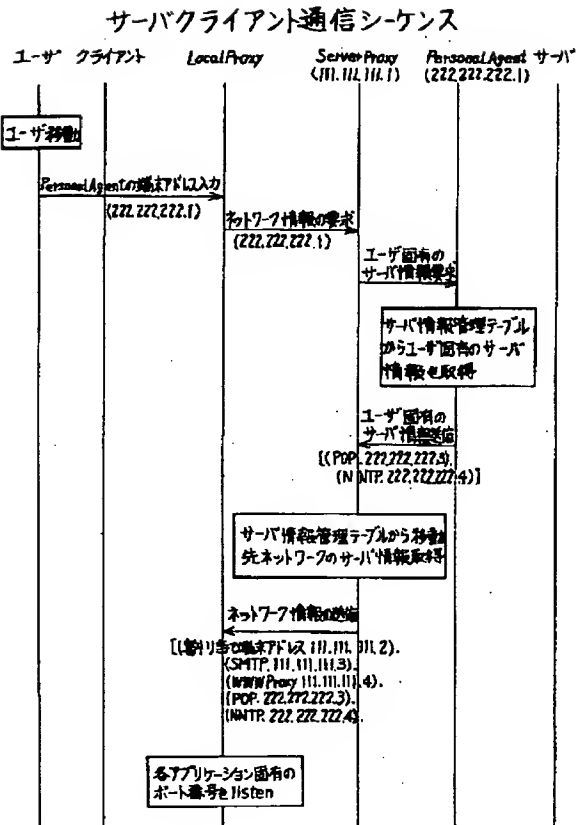 サーバクライアント通信シーケンス
ユーザ クライアント LocalProxy ServerProxy PersonalAgent サーバ
(111.111.111.1) (222.222.222.1)
ユーザ移動
PersonalAgentの端末アドレス入力
(222.222.222.1)
ネットワーク情報の要求
(222.222.222.1)
ユーザ固有の
サーバ情報要求
サーバ情報管理テーブル
からユーザ固有のサーバ
情報を取得
ユーザ固有の
サーバ情報送信
[(POP. 222.222.222.3).
(NNTP. 222.222.222.4)]
サーバ情報管理テーブルから移動
先ネットワークのサーバ情報取得
ネットワーク情報の送信
[(割り当て端末アドレス 111.111.111.2).
(SMTP. 111.111.111.3).
(WWWProxy 111.111.111.4).
(POP. 222.222.222.3).
(NNTP. 222.222.222.4).
各アプリケーション固有の
ポート番号をlisten